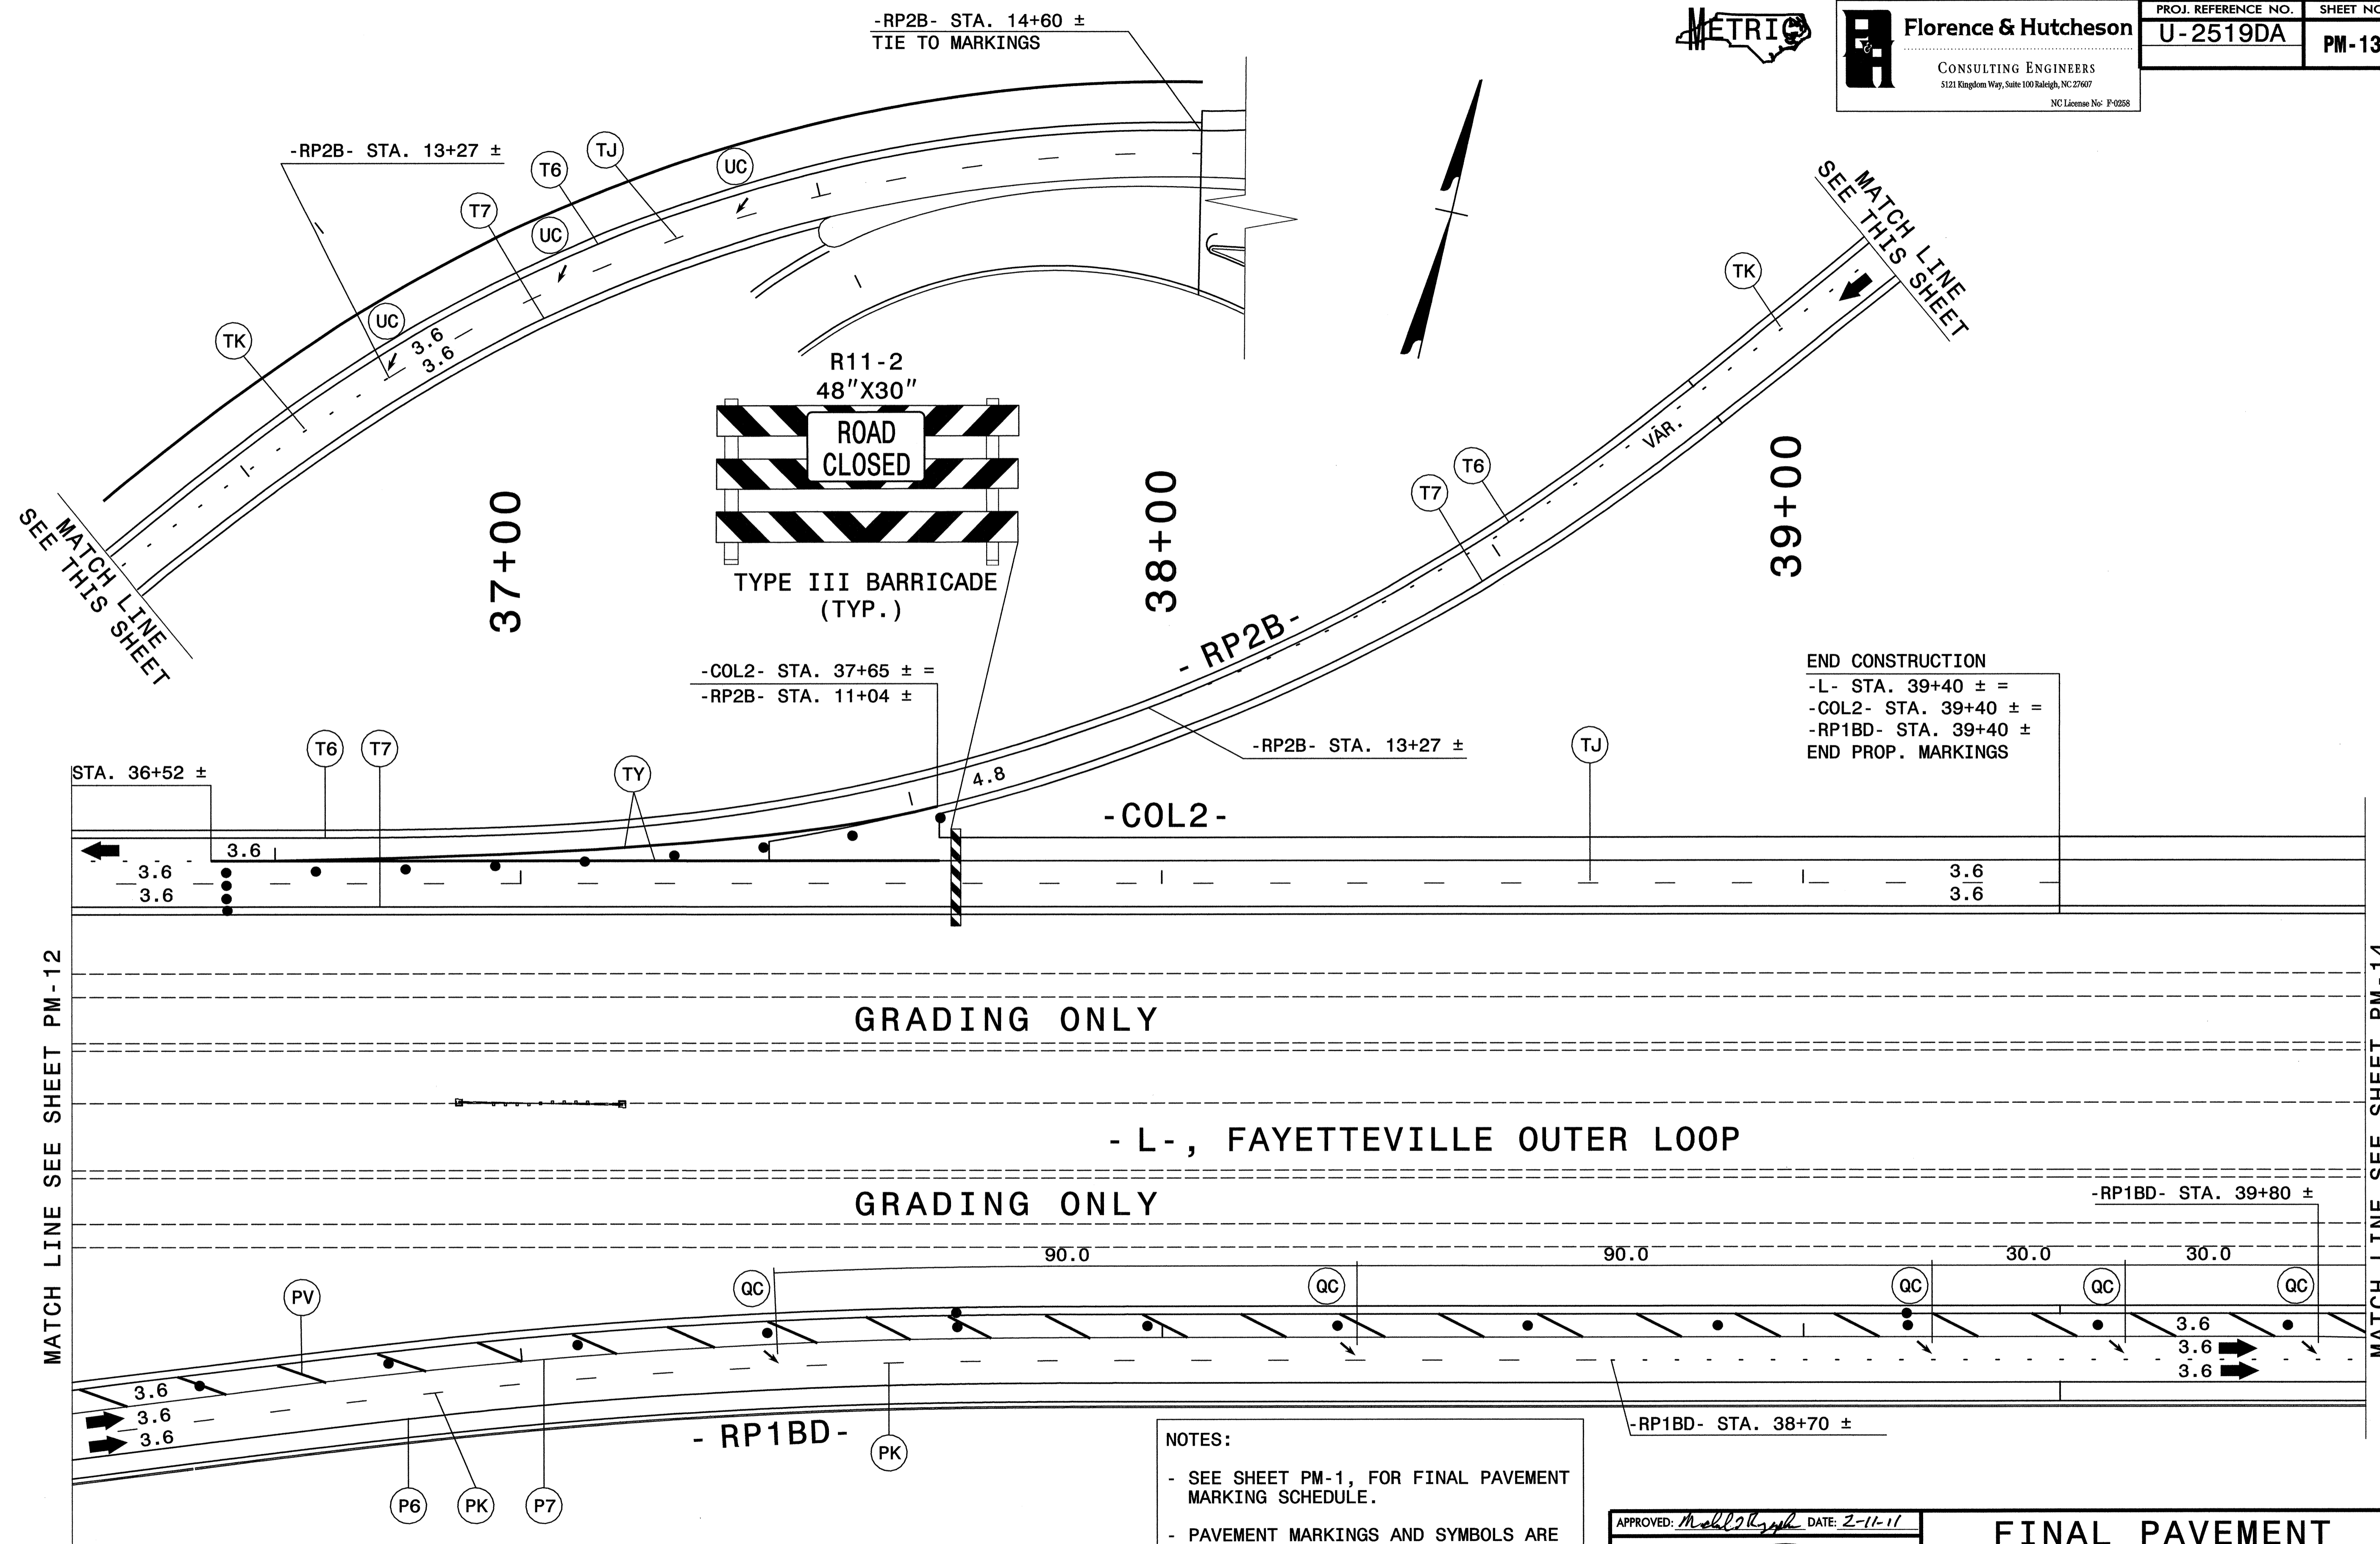 -RP2B- STA. 14+60 ±
TIE TO MARKINGS
METRIC
Florence & Hutcheson
CONSULTING ENGINEERS
5121 Kingdom Way, Suite 100 Raleigh, NC 27607
NC License No: F-0258
PROJ. REFERENCE NO.
U-2519DA
PM-13
-RP2B- STA. 13+27 ±
T7
T6
TJ
UC
UC
UC
TK
3.6
3.6
MATCH LINE
SEE THIS SHEET
MATCH LINE
SEE THIS SHEET
TK
R11-2
48"X30"
ROAD
CLOSED
TYPE III BARRICADE
(TYP.)
37+00
38+00
39+00
VAR.
T7
T6
- RP2B-
-COL2- STA. 37+65 ± =
-RP2B- STA. 11+04 ±
-RP2B- STA. 13+27 ±
TJ
END CONSTRUCTION
-L- STA. 39+40 ± =
-COL2- STA. 39+40 ± =
-RP1BD- STA. 39+40 ±
END PROP. MARKINGS
STA. 36+52 ±
T6
T7
TY
4.8
-COL2-
3.6
3.6
3.6
3.6
3.6
MATCH LINE SEE SHEET PM-12
MATCH LINE SEE SHEET PM-14
GRADING ONLY
- L-, FAYETTEVILLE OUTER LOOP
GRADING ONLY
-RP1BD- STA. 39+80 ±
90.0
90.0
30.0
30.0
PV
QC
QC
QC
QC
QC
3.6
3.6
3.6
3.6
3.6
3.6
- RP1BD-
-RP1BD- STA. 38+70 ±
P6
PK
P7
PK
NOTES:
- SEE SHEET PM-1, FOR FINAL PAVEMENT
MARKING SCHEDULE.
- PAVEMENT MARKINGS AND SYMBOLS ARE
APPROVED: DATE: 2-11-11
FINAL PAVEMENT